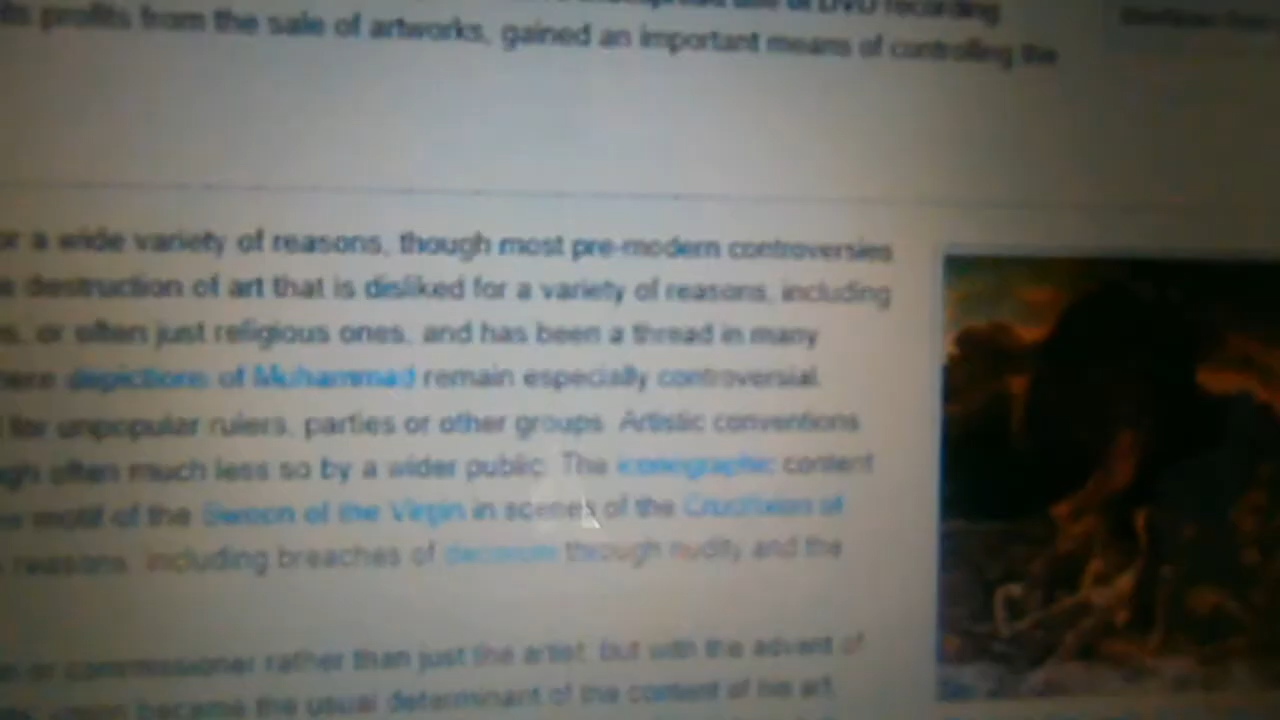 profits from the sale of artworks, gained an important means of controlling the
a wide variety of reasons, though most pre-modern controversies
destruction of art that is disliked for a variety of reasons, including
or often just religious ones, and has been a thread in many
depictions of Muhammad remain especially controversial.
for unpopular rulers, parties or other groups. Artistic conventions
often much less so by a wider public. The iconographic content
motif of the Swoon of the Virgin in scenes of the Crucifixion of
reasons, including breaches of decorum through nudity and the
or commissioner rather than just the artist, but with the advent of
became the usual determinant of the content of his art